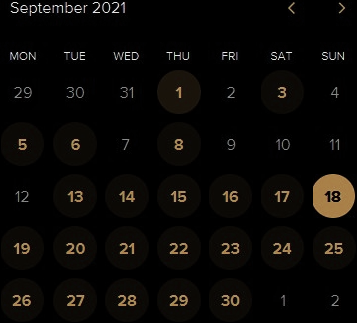 September 2021
MON TUE WED THU FRI SAT SUN
29 30 31 1 2 3 4
5 6 7 8 9 10 11
12 13 14 15 16 17 18
19 20 21 22 23 24 25
26 27 28 29 30 1 2